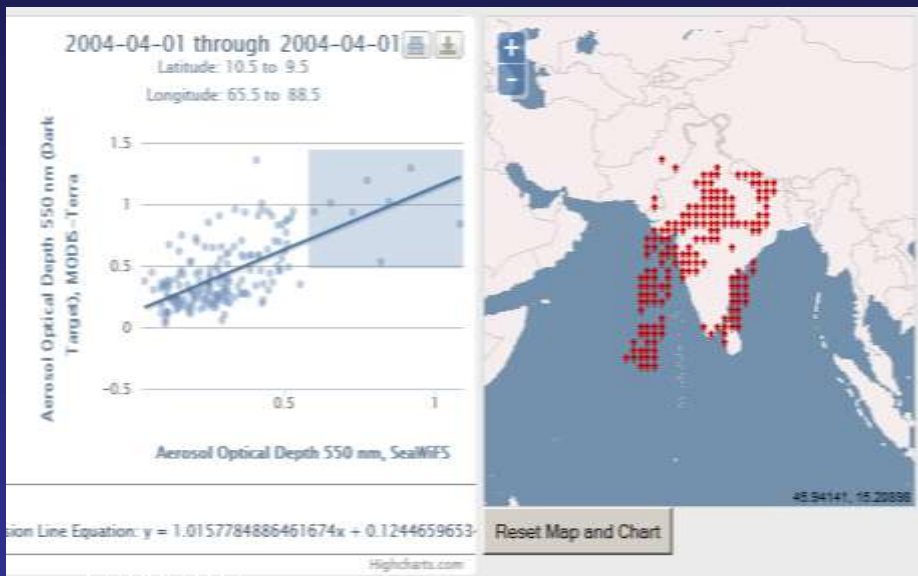 2004-04-01 through 2004-04-01
Latitude: 10.5 to 9.5
Longitude: 65.5 to 88.5
Aerosol Optical Depth 550 nm (Dark
Target), MODIS-Terra
1.5
1
0.5
0
-0.5
0.5
1
Aerosol Optical Depth 550 nm, SeaWiFS
sion Line Equation: y = 1.0157784886461674x + 0.1244659653
Highcharts.com
+
-
45.94141, 15.20898
Reset Map and Chart